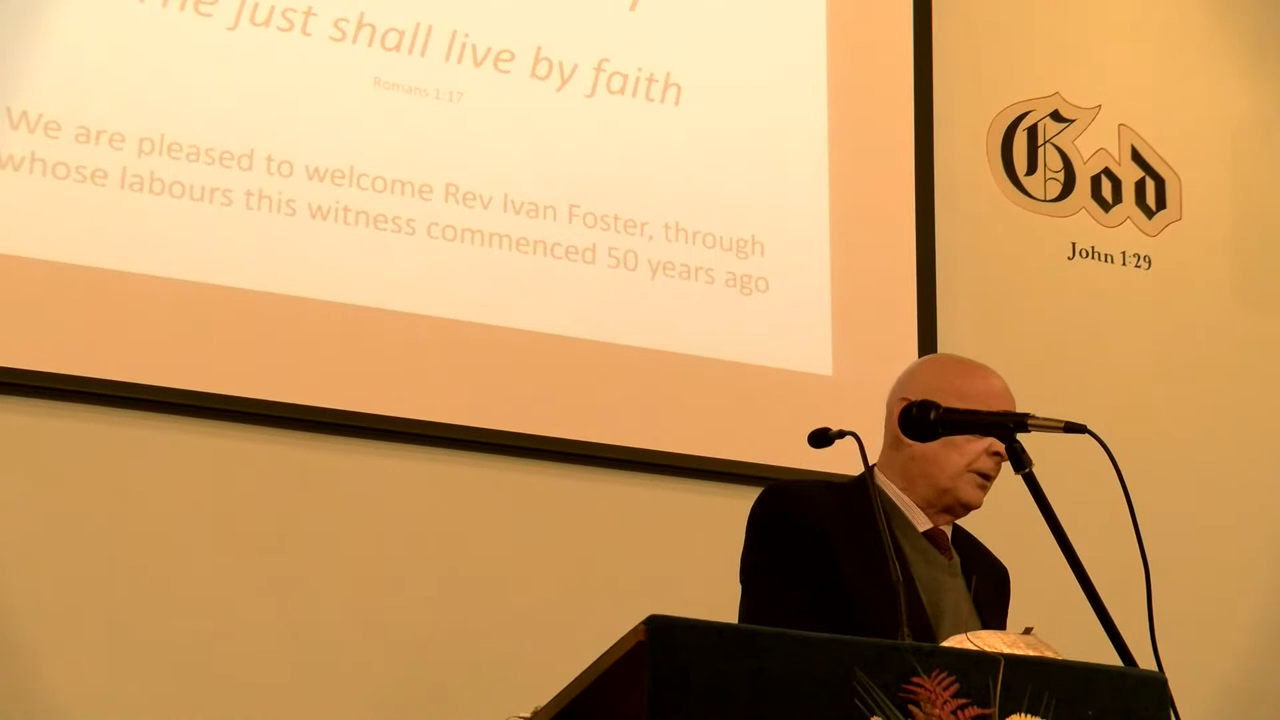 The just shall live by faith
Romans 1:17
We are pleased to welcome Rev Ivan Foster, through
whose labours this witness commenced 50 years ago
God
John 1:29